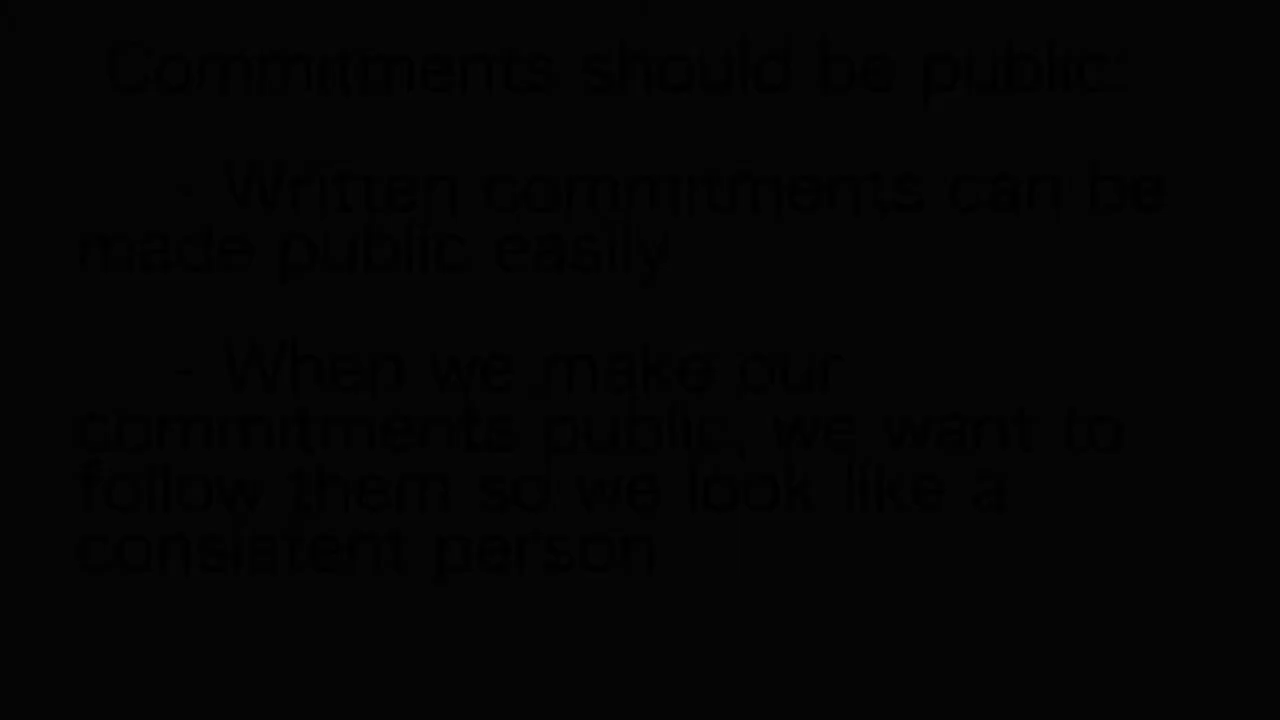 Commitments should be public:
- Written commitments can be
made public easily
- When we make our
commitments public, we want to
follow them so we look like a
consistent person